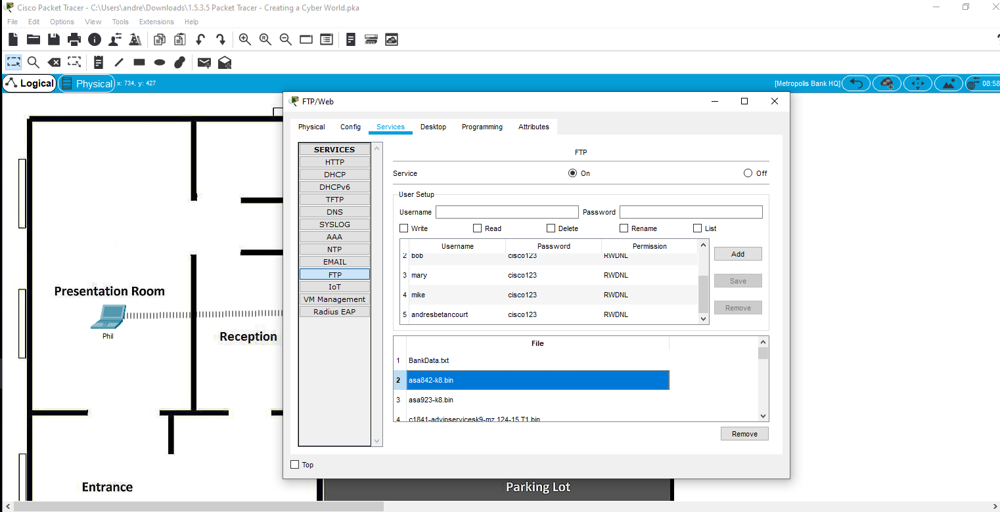 Cisco Packet Tracer - C:\Users\andre\Downloads\1.5.3.5 Packet Tracer - Creating a Cyber World.pka
File Edit Options View Tools Extensions Help
Logical Physical x: 734, y: 427 [Metropolis Bank HQ] 08:58
FTP/Web
Physical Config Services Desktop Programming Attributes
SERVICES
HTTP
DHCP
DHCPv6
TFTP
DNS
SYSLOG
AAA
NTP
EMAIL
FTP
IoT
VM Management
Radius EAP
FTP
Service On Off
User Setup
Username Password
Write Read Delete Rename List
Username Password Permission
2 bob cisco123 RWDNL
3 mary cisco123 RWDNL
4 mike cisco123 RWDNL
5 andresbetancourt cisco123 RWDNL
Add
Save
Remove
File
1 BankData.txt
2 asa842-k8.bin
3 asa923-k8.bin
4 c1841-advipservicesk9-mz.124-15.T1.bin
Remove
Top
Presentation Room
Phil
Reception
Entrance
Parking Lot